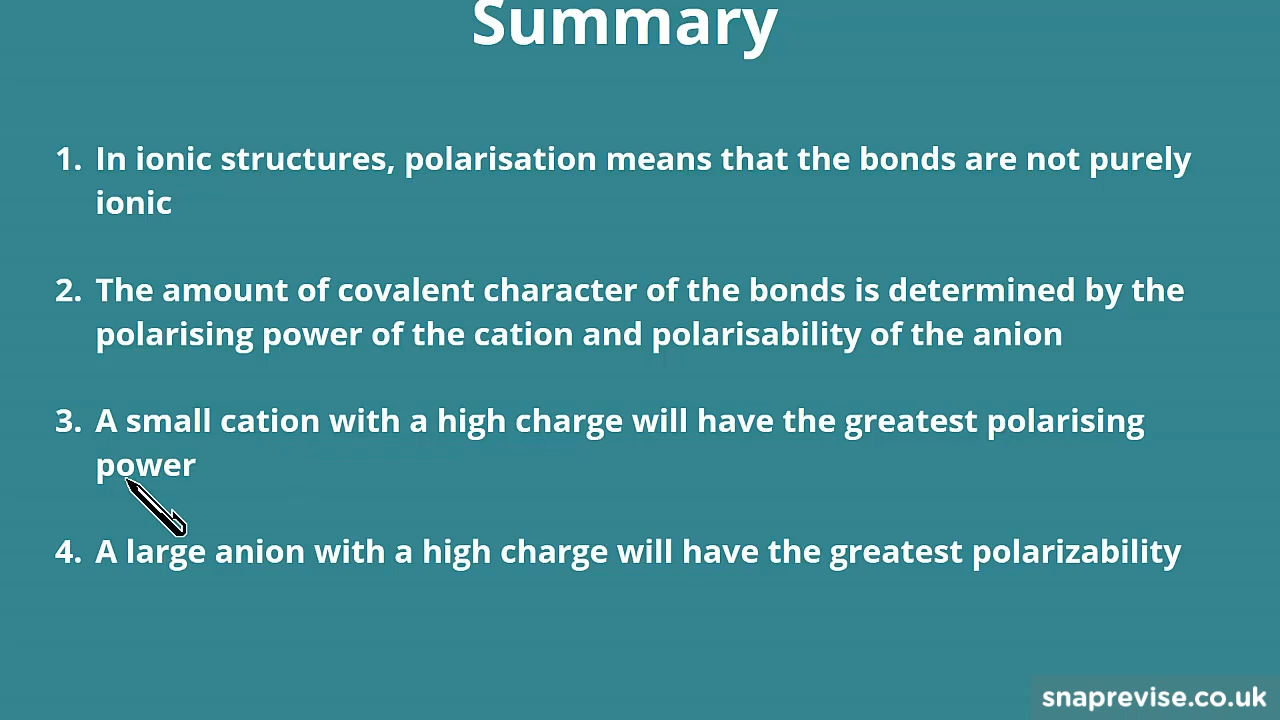 Summary
1. In ionic structures, polarisation means that the bonds are not purely
ionic
2. The amount of covalent character of the bonds is determined by the
polarising power of the cation and polarisability of the anion
3. A small cation with a high charge will have the greatest polarising
power
4. A large anion with a high charge will have the greatest polarizability
snaprevise.co.uk